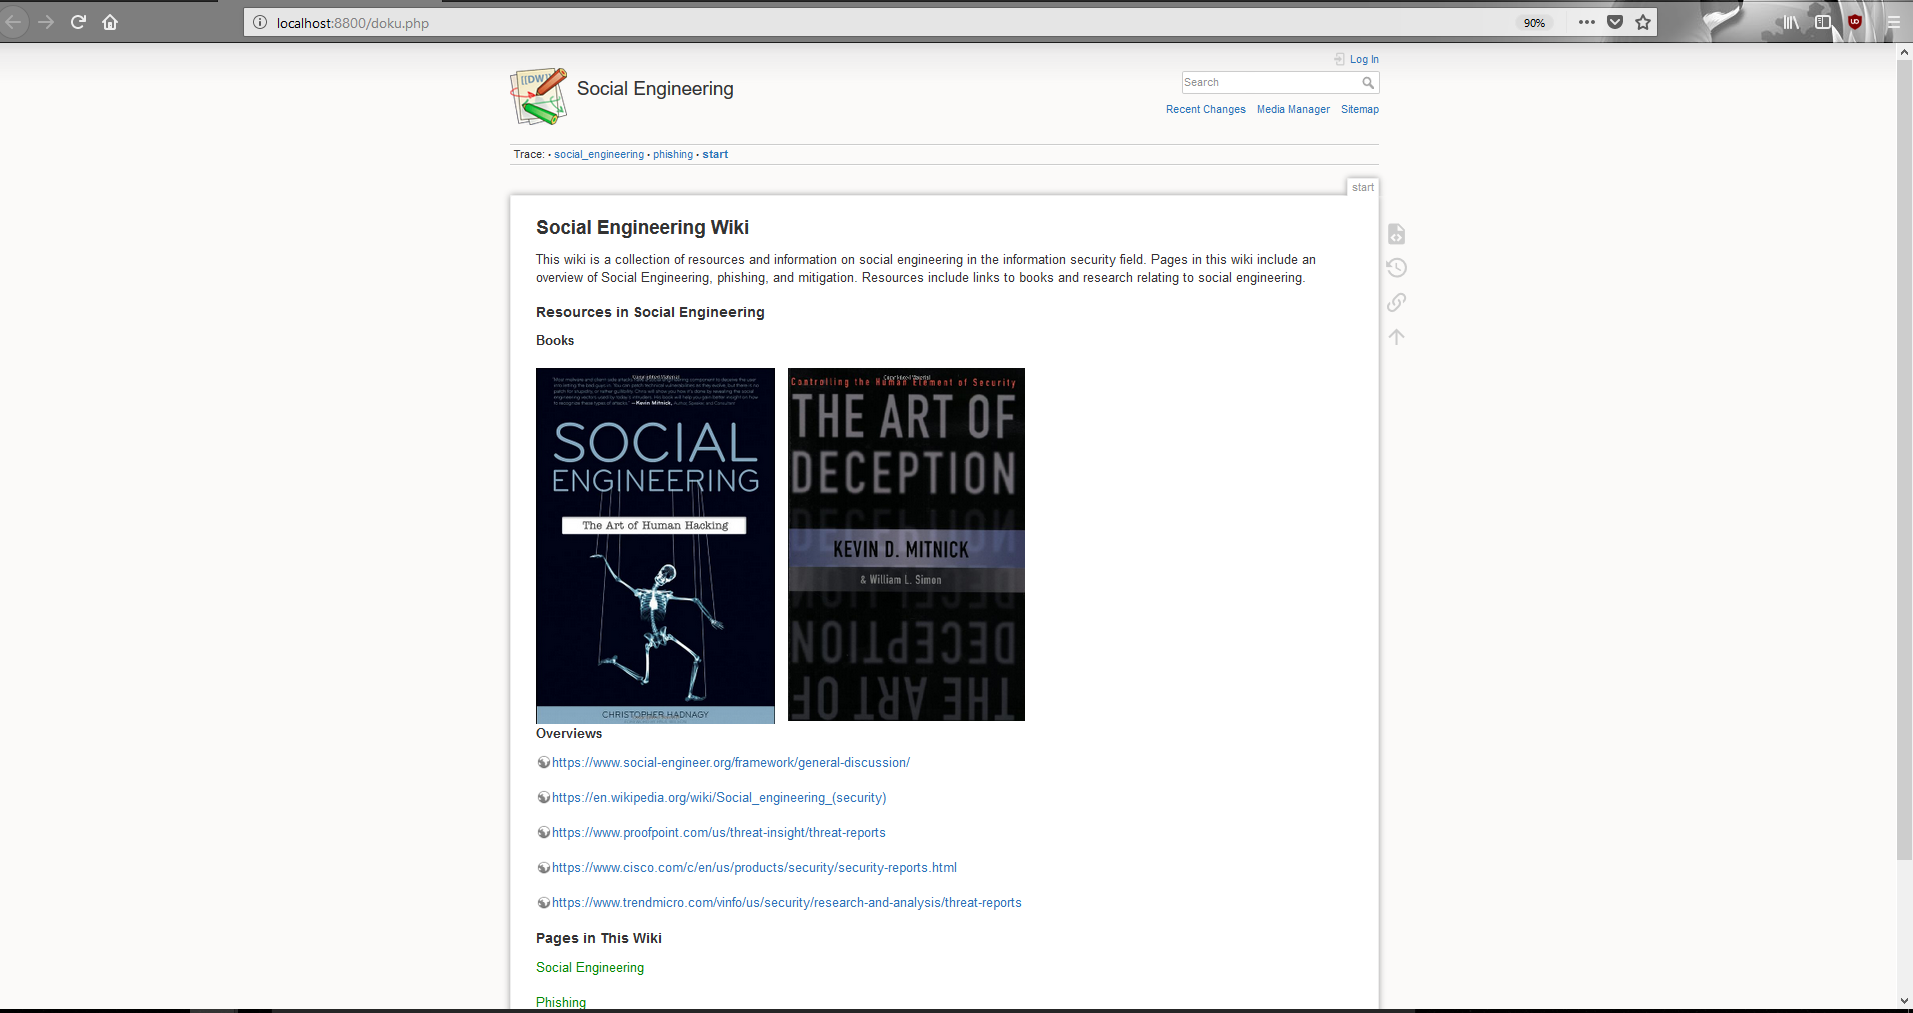 localhost:8800/doku.php
90%
[[DW]]
Social Engineering
Log In
Search
Recent Changes Media Manager Sitemap
Trace: • social_engineering • phishing • start
start
Social Engineering Wiki
This wiki is a collection of resources and information on social engineering in the information security field. Pages in this wiki include an
overview of Social Engineering, phishing, and mitigation. Resources include links to books and research relating to social engineering.
Resources in Social Engineering
Books
—Kevin Mitnick,
SOCIAL
ENGINEERING
The Art of Human Hacking
CHRISTOPHER HADNAGY
Controlling the Human Element of Security
THE ART OF
DECEPTION
KEVIN D. MITNICK
& William L. Simon
Overviews
https://www.social-engineer.org/framework/general-discussion/
https://en.wikipedia.org/wiki/Social_engineering_(security)
https://www.proofpoint.com/us/threat-insight/threat-reports
https://www.cisco.com/c/en/us/products/security/security-reports.html
https://www.trendmicro.com/vinfo/us/security/research-and-analysis/threat-reports
Pages in This Wiki
Social Engineering
Phishing